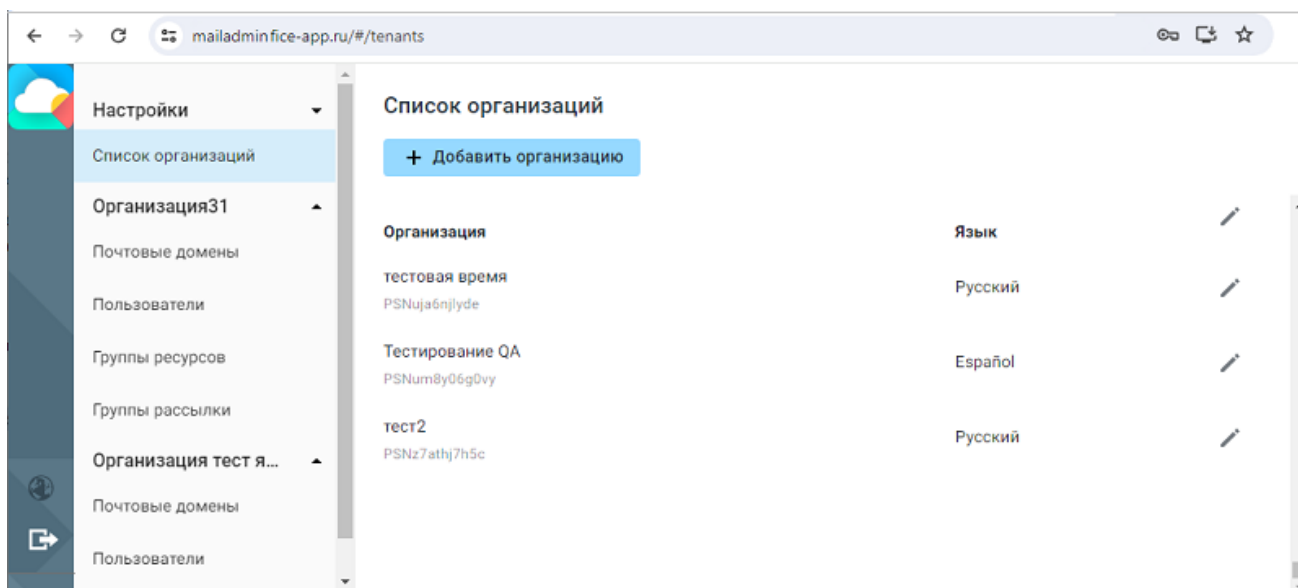 mailadminfice-app.ru/#/tenants
Настройки
Список организаций
Организация31
Почтовые домены
Пользователи
Группы ресурсов
Группы рассылки
Организация тест я...
Почтовые домены
Пользователи
Список организаций
+ Добавить организацию
Организация Язык
тестовая время Русский
PSNuja6njlyde
Тестирование QA Español
PSNum8y06g0vy
тест2 Русский
PSNz7athj7h5c